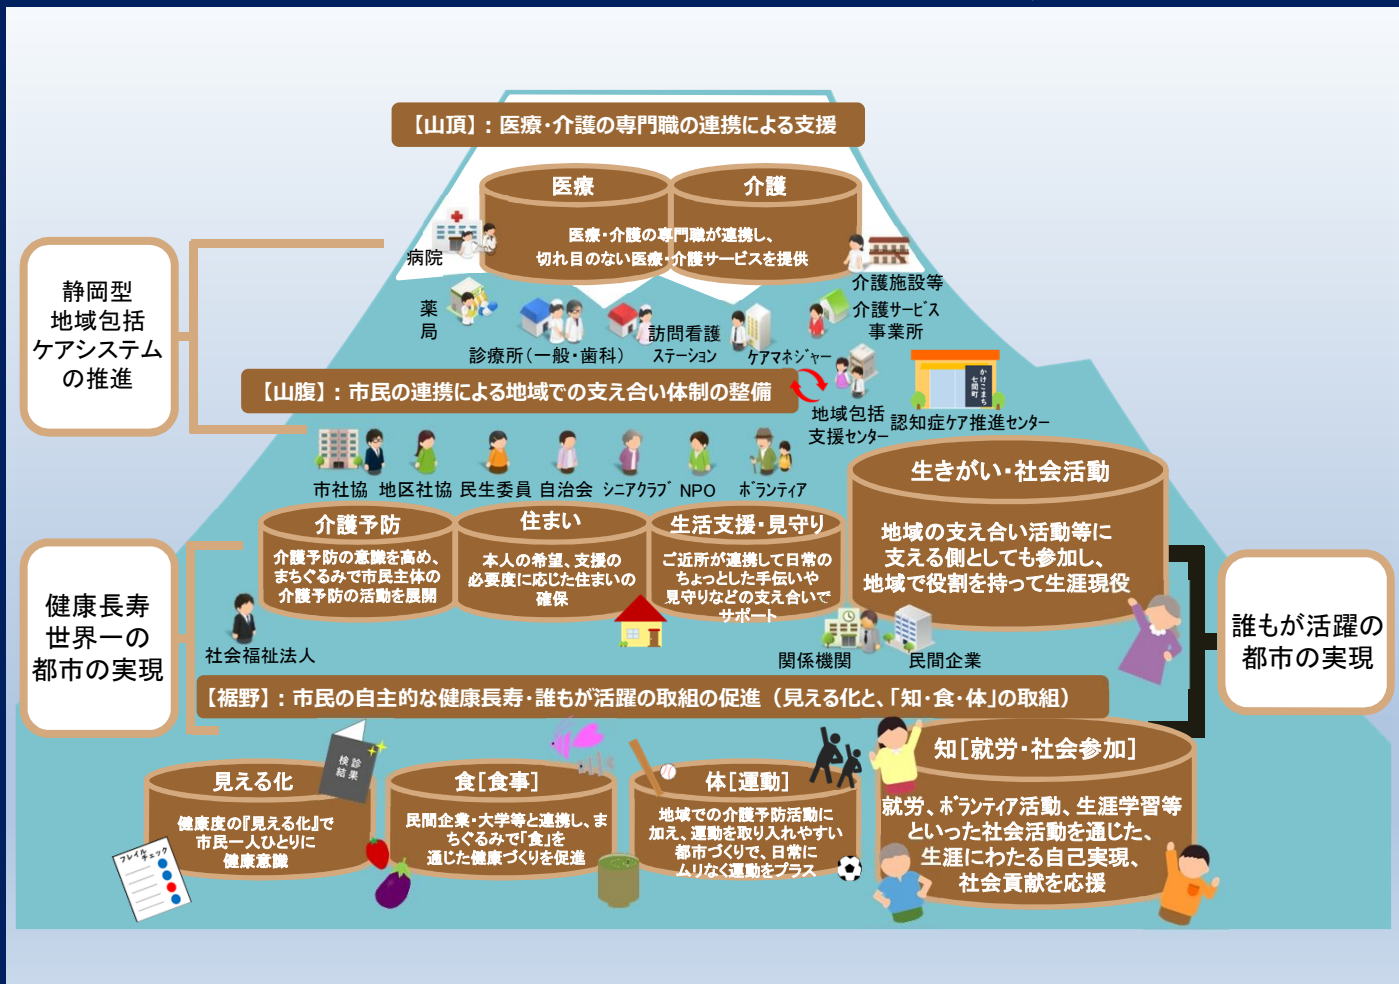 【山頂】：医療・介護の専門職の連携による支援
医療
介護
医療・介護の専門職が連携し、
切れ目のない医療・介護サービスを提供
病院
介護施設等
静岡型
地域包括
ケアシステム
の推進
薬
局
診療所（一般・歯科）
訪問看護
ステーション
ケアマネジャー
介護サービス
事業所
【山腹】：市民の連携による地域での支え合い体制の整備
地域包括
支援センター
かけこまち
七間町
認知症ケア推進センター
市社協
地区社協
民生委員
自治会
シニアクラブ
NPO
ボランティア
生きがい・社会活動
地域の支え合い活動等に
支える側としても参加し、
地域で役割を持って生涯現役
介護予防
介護予防の意識を高め、
まちぐるみで市民主体の
介護予防の活動を展開
住まい
本人の希望、支援の
必要度に応じた住まいの
確保
生活支援・見守り
ご近所が連携して日常の
ちょっとした手伝いや
見守りなどの支え合いで
サポート
健康長寿
世界一の
都市の実現
社会福祉法人
関係機関
民間企業
誰もが活躍の
都市の実現
【裾野】：市民の自主的な健康長寿・誰もが活躍の取組の促進（見える化と、「知・食・体」の取組）
検診
結果
見える化
健康度の『見える化』で
市民一人ひとりに
健康意識
フレイルチェック
食[食事]
民間企業・大学等と連携し、ま
ちぐるみで「食」を
通じた健康づくりを促進
体[運動]
地域での介護予防活動に
加え、運動を取り入れやすい
都市づくりで、日常に
ムリなく運動をプラス
知[就労・社会参加]
就労、ボランティア活動、生涯学習等
といった社会活動を通じた、
生涯にわたる自己実現、
社会貢献を応援